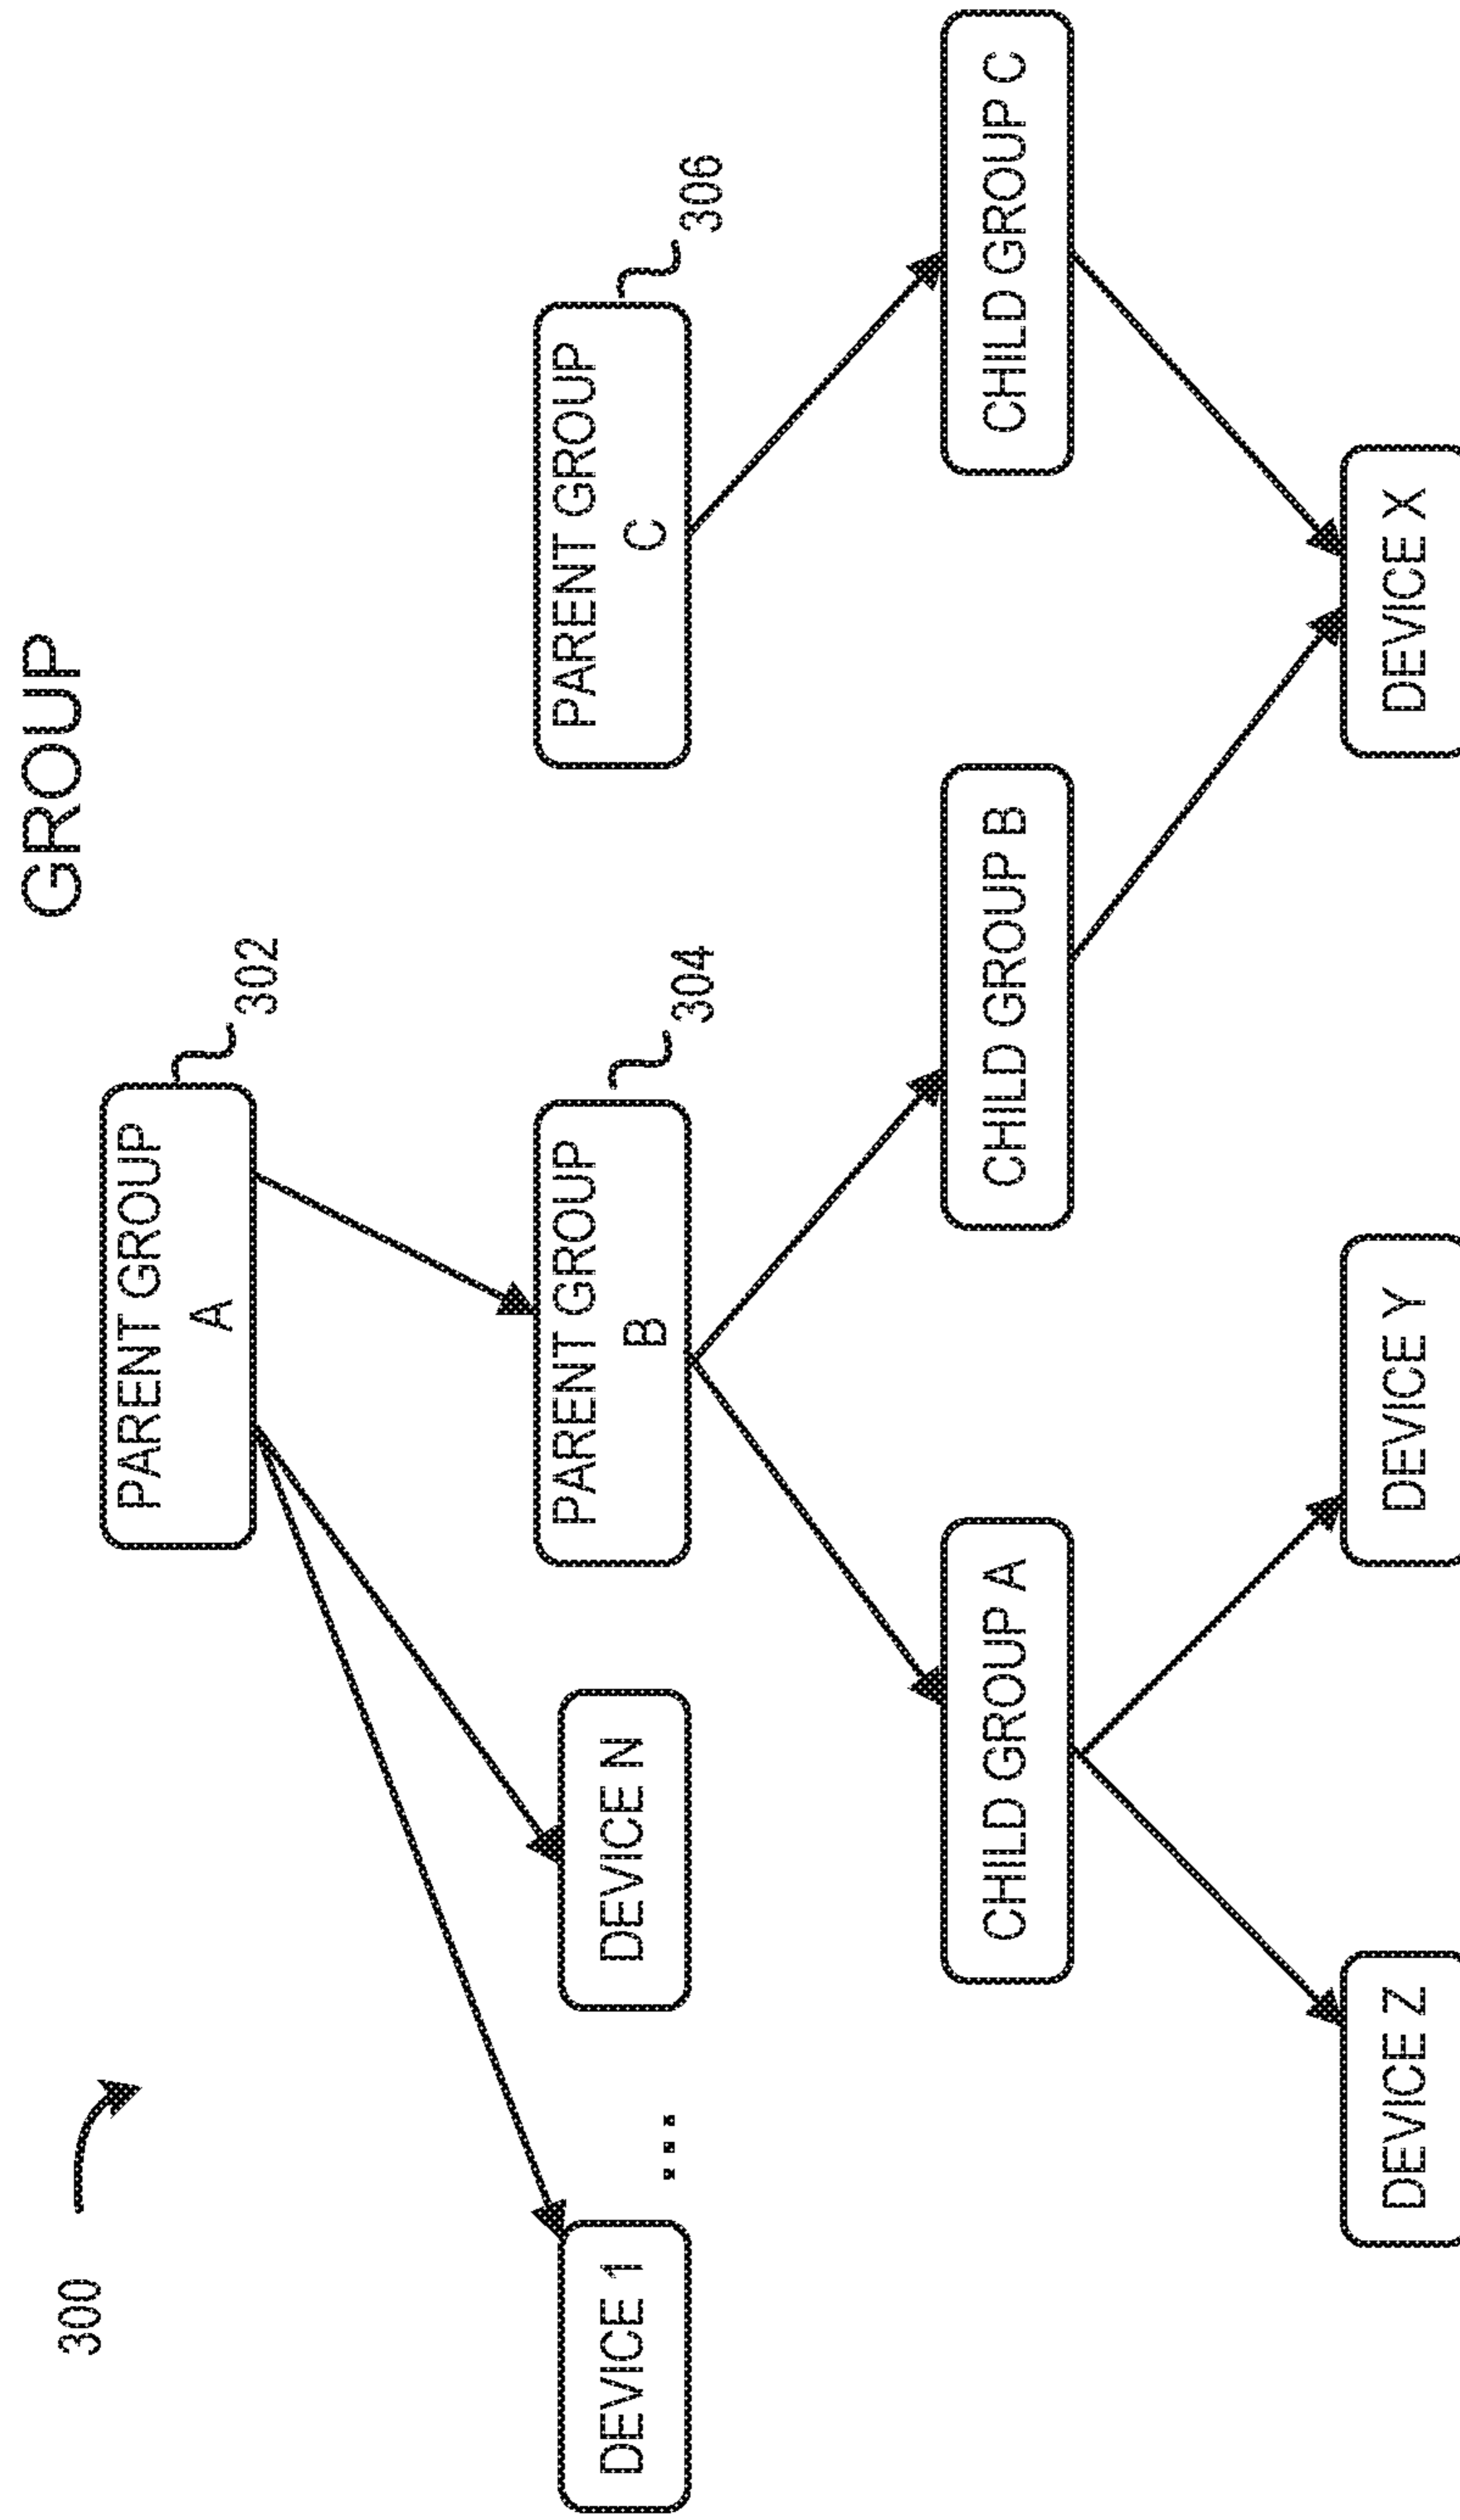 GROUP
300
PARENT GROUP
A
302
DEVICE 1
...
DEVICE N
PARENT GROUP
B
304
PARENT GROUP
C
306
CHILD GROUP A
CHILD GROUP B
CHILD GROUP C
DEVICE Z
DEVICE Y
DEVICE X